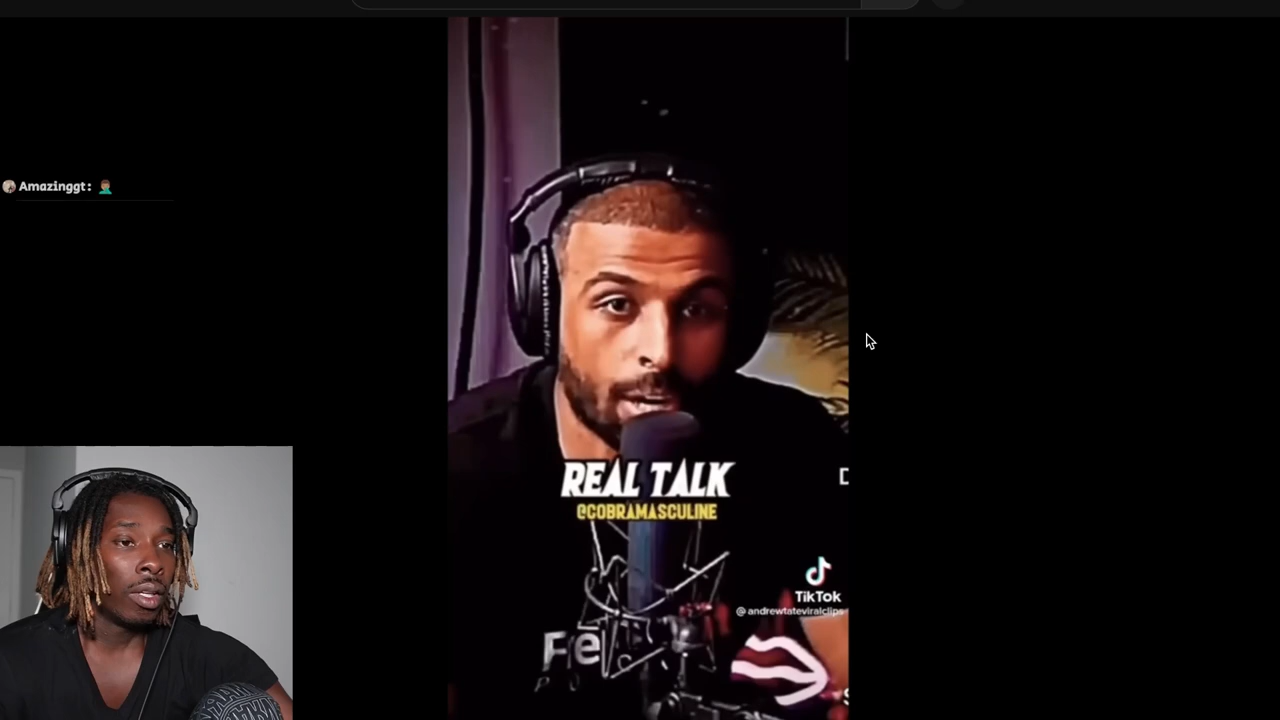 Amazinggt:
REAL TALK
@COBRAMASCULINE
TikTok
@andrewtateviralclips